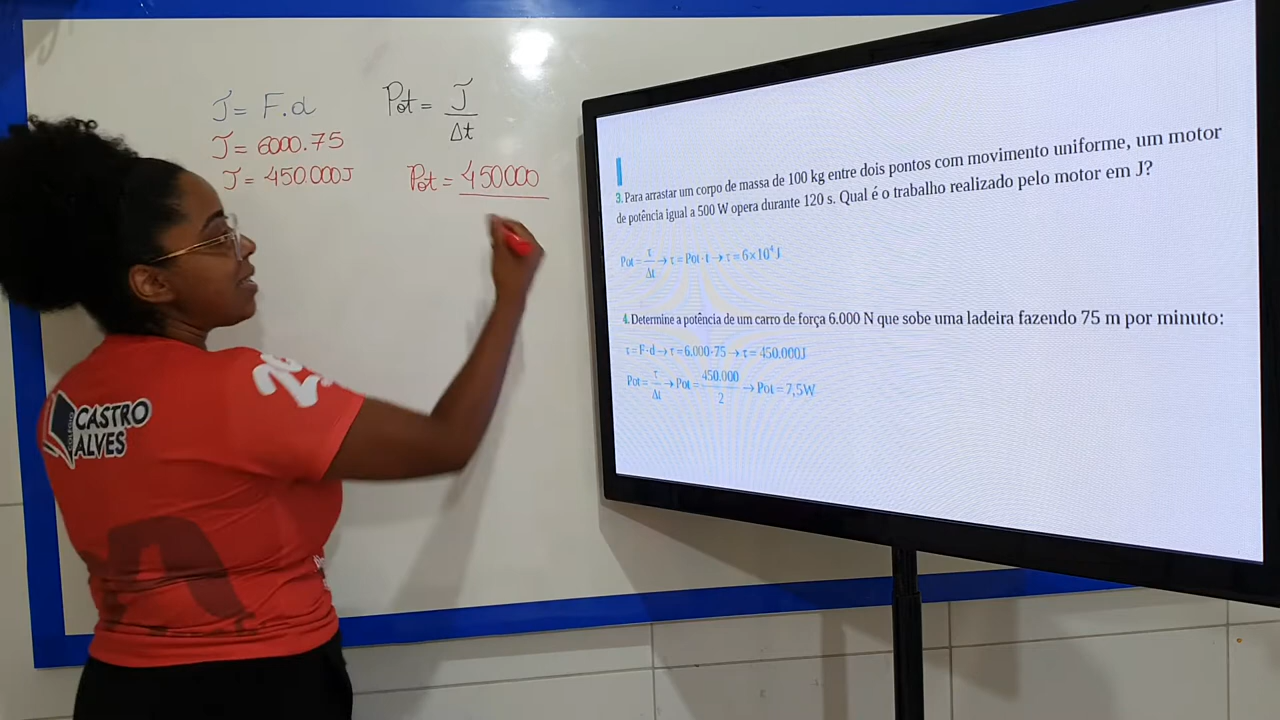 τ = F.d
τ = 6000.75
τ = 450.000J
Pot = τ/Δt
Pot = 450000
CASTRO
ALVES
3. Para arrastar um corpo de massa de 100 kg entre dois pontos com movimento uniforme, um motor
de potência igual a 500 W opera durante 120 s. Qual é o trabalho realizado pelo motor em J?
Pot = τ/Δt → τ = Pot · t → τ = 6×10⁴ J
4. Determine a potência de um carro de força 6.000 N que sobe uma ladeira fazendo 75 m por minuto:
τ = F·d → τ = 6.000·75 → τ = 450.000J
Pot = τ/Δt → Pot = 450.000/2 → Pot = 7,5W